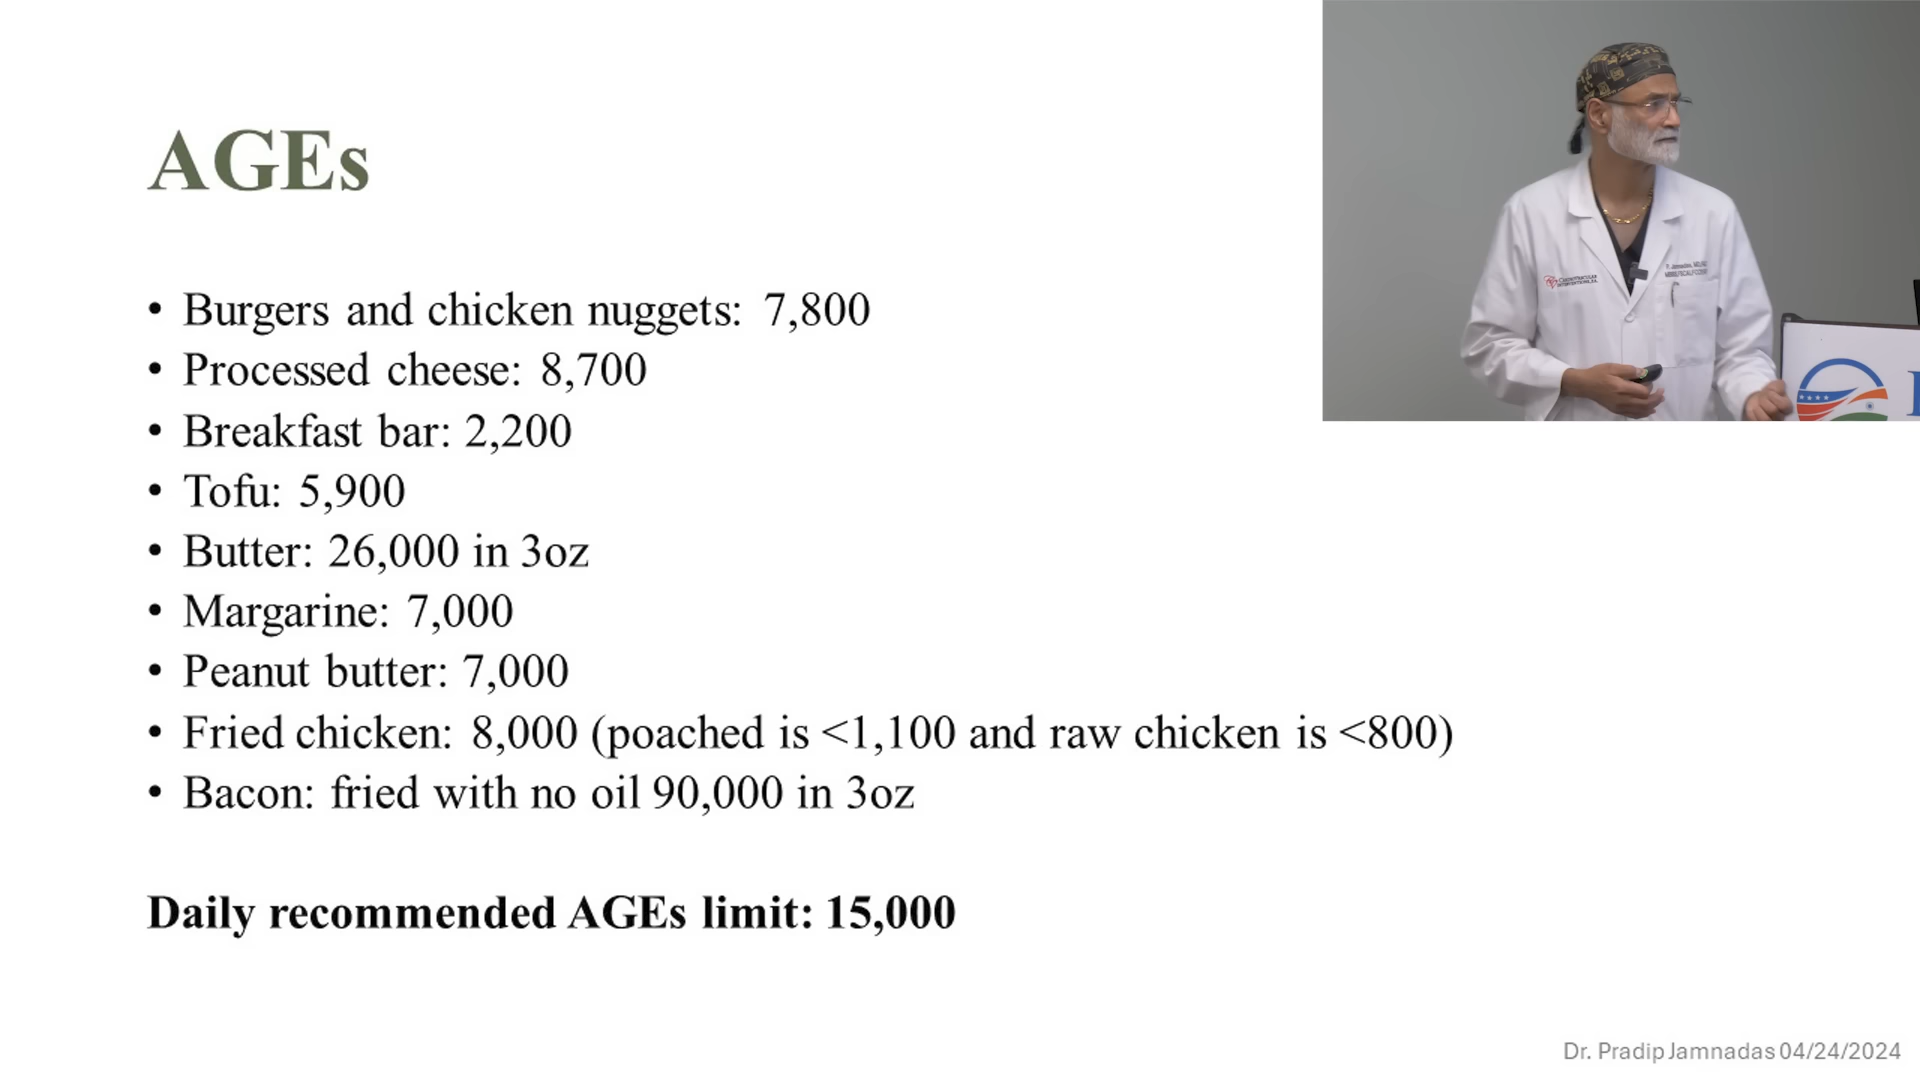 AGEs
• Burgers and chicken nuggets: 7,800
• Processed cheese: 8,700
• Breakfast bar: 2,200
• Tofu: 5,900
• Butter: 26,000 in 3oz
• Margarine: 7,000
• Peanut butter: 7,000
• Fried chicken: 8,000 (poached is <1,100 and raw chicken is <800)
• Bacon: fried with no oil 90,000 in 3oz
Daily recommended AGEs limit: 15,000
Dr. Pradip Jamnadas 04/24/2024